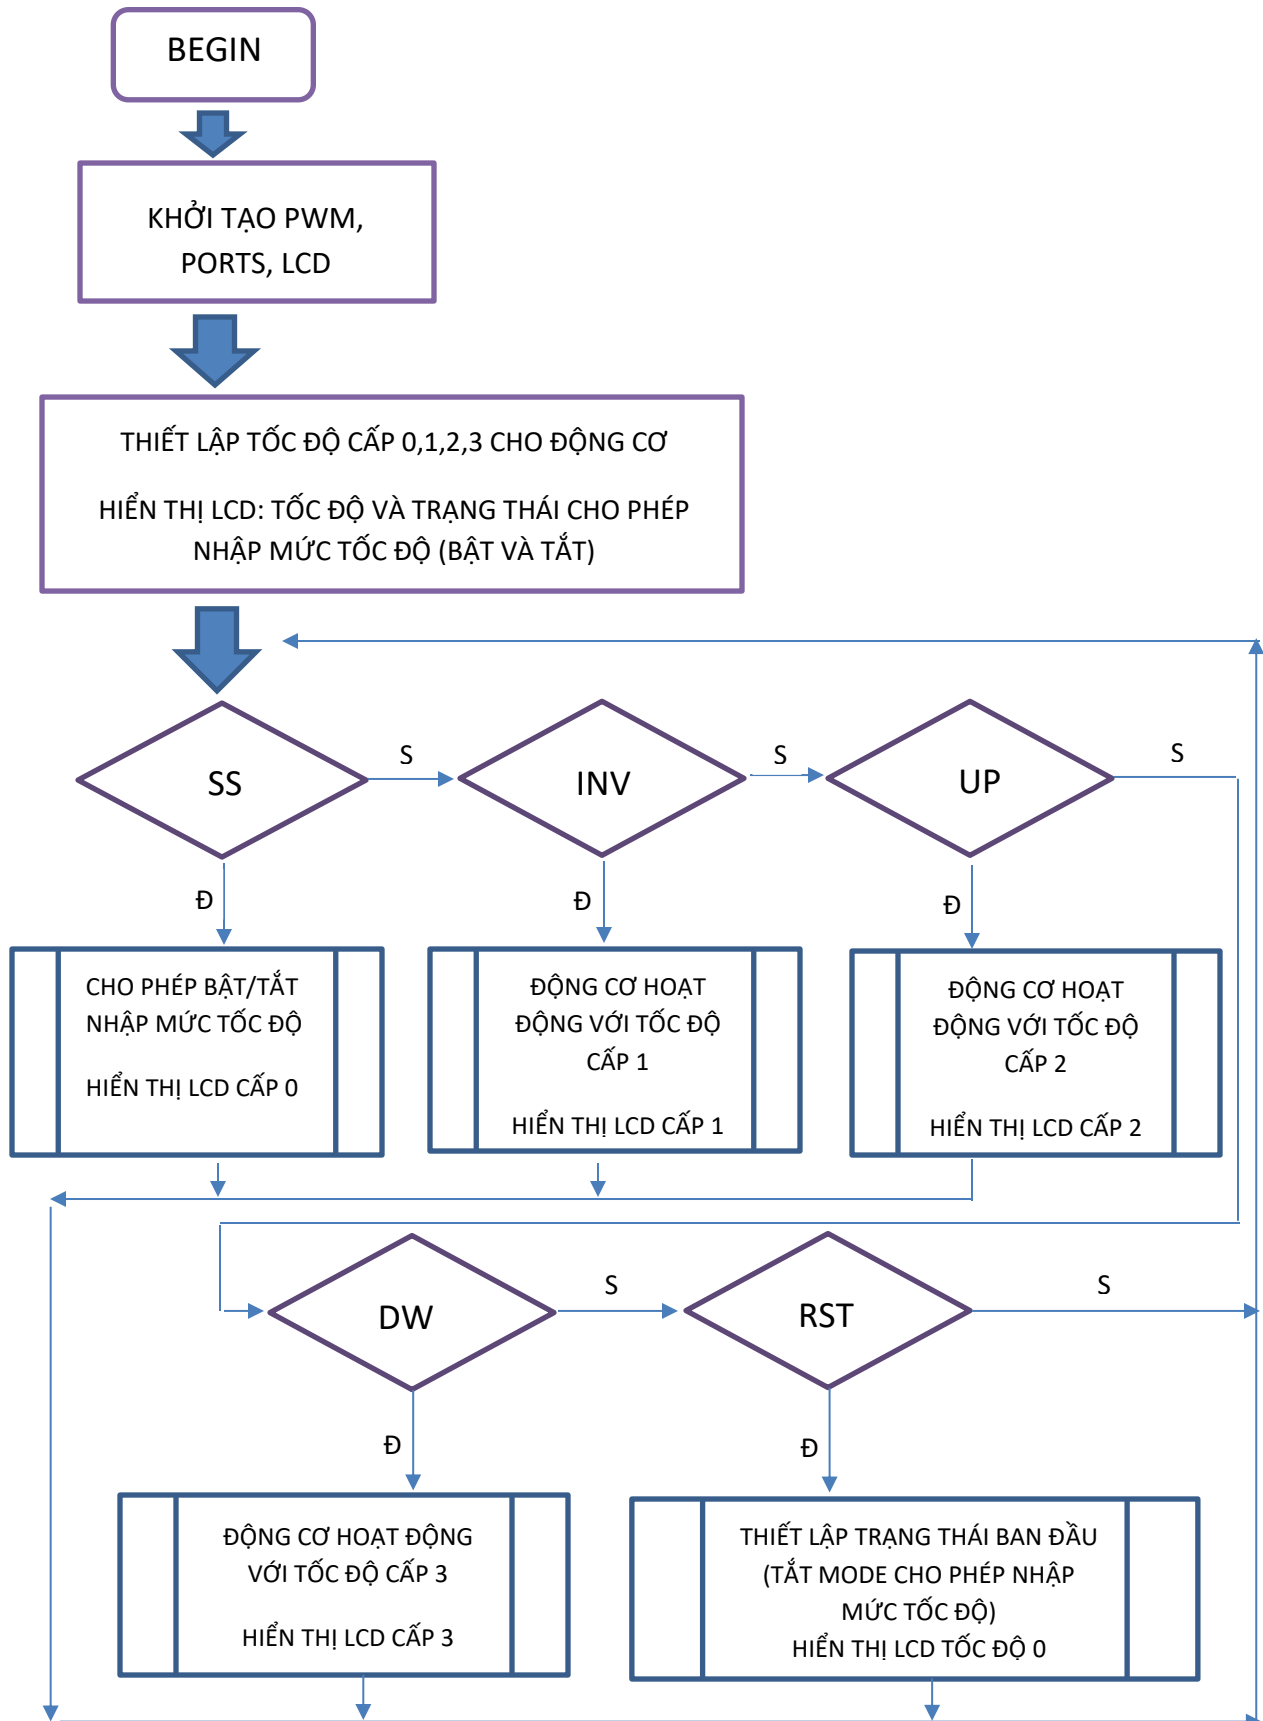 BEGIN
KHỞI TẠO PWM,
PORTS, LCD
THIẾT LẬP TỐC ĐỘ CẤP 0,1,2,3 CHO ĐỘNG CƠ
HIỂN THỊ LCD: TỐC ĐỘ VÀ TRẠNG THÁI CHO PHÉP
NHẬP MỨC TỐC ĐỘ (BẬT VÀ TẮT)
SS
S
INV
S
UP
S
Đ
Đ
Đ
CHO PHÉP BẬT/TẮT
NHẬP MỨC TỐC ĐỘ
HIỂN THỊ LCD CẤP 0
ĐỘNG CƠ HOẠT
ĐỘNG VỚI TỐC ĐỘ
CẤP 1
HIỂN THỊ LCD CẤP 1
ĐỘNG CƠ HOẠT
ĐỘNG VỚI TỐC ĐỘ
CẤP 2
HIỂN THỊ LCD CẤP 2
DW
S
RST
S
Đ
Đ
ĐỘNG CƠ HOẠT ĐỘNG
VỚI TỐC ĐỘ CẤP 3
HIỂN THỊ LCD CẤP 3
THIẾT LẬP TRẠNG THÁI BAN ĐẦU
(TẮT MODE CHO PHÉP NHẬP
MỨC TỐC ĐỘ)
HIỂN THỊ LCD TỐC ĐỘ 0